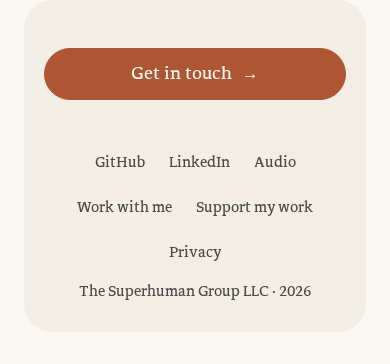 Get in touch →
GitHub LinkedIn Audio
Work with me Support my work
Privacy
The Superhuman Group LLC · 2026